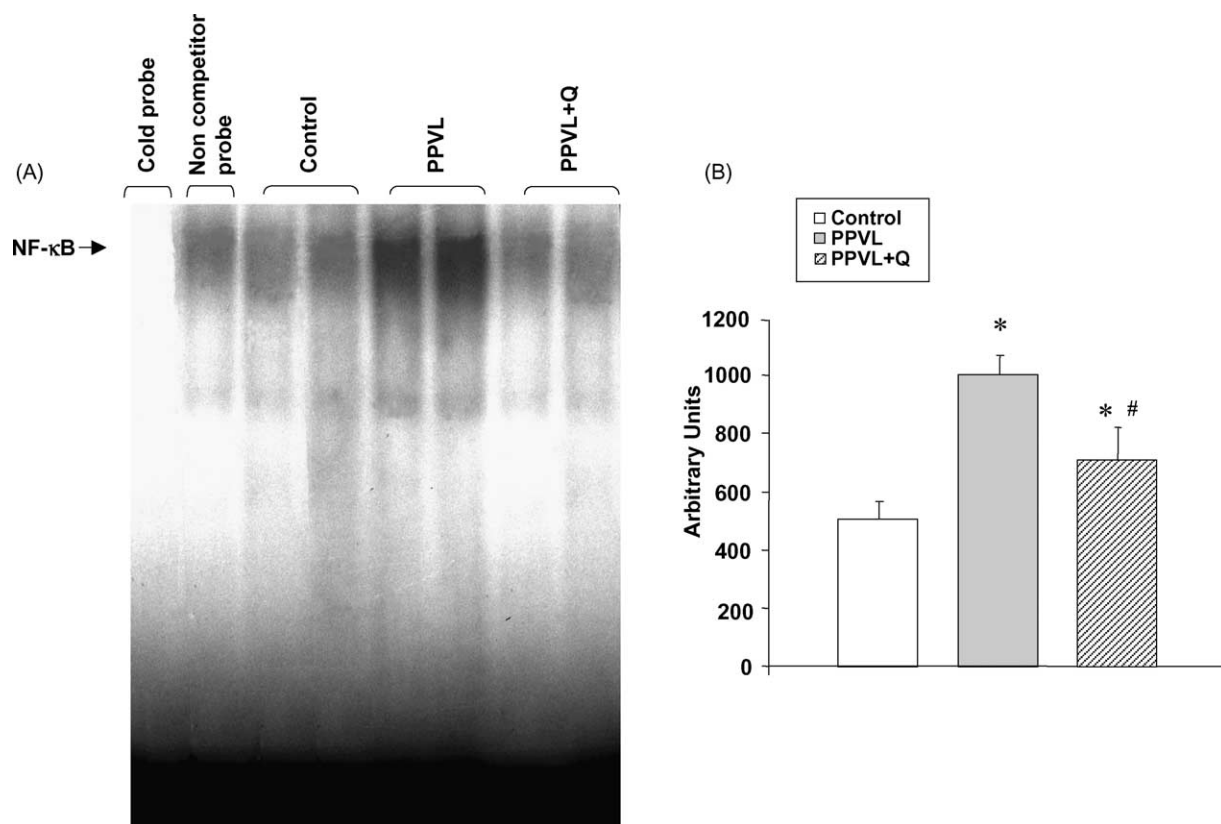 (A)
Cold probe
Non competitor
probe
Control
PPVL
PPVL+Q
NF-κB
(B)
Control
PPVL
PPVL+Q
Arbitrary Units
1200
1000
800
600
400
200
0
*
* #